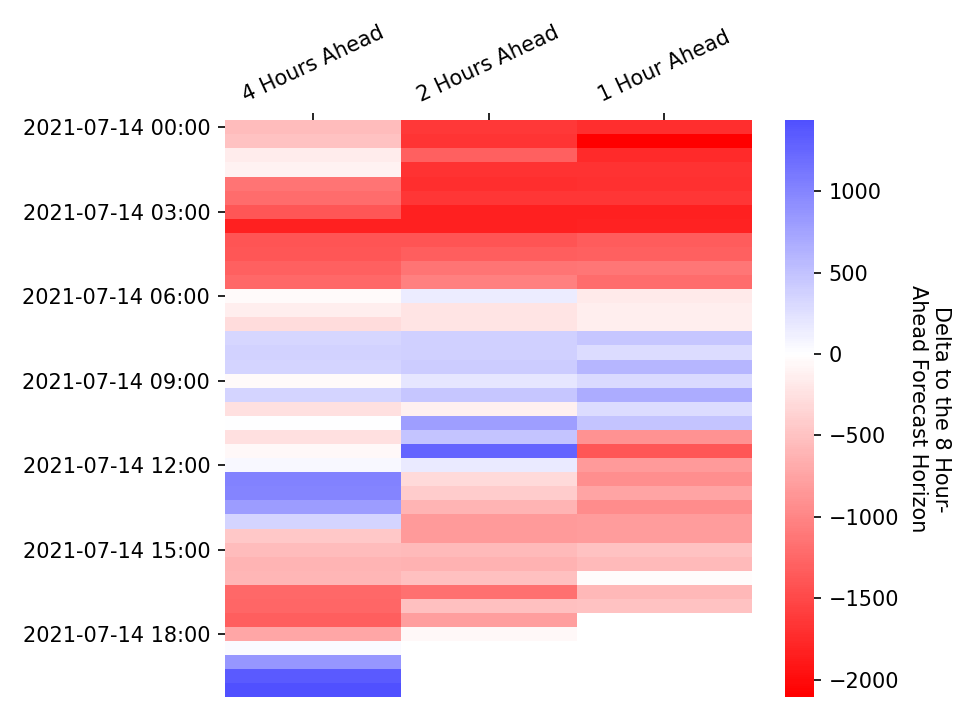 4 Hours Ahead
2 Hours Ahead
1 Hour Ahead
2021-07-14 00:00
2021-07-14 03:00
2021-07-14 06:00
2021-07-14 09:00
2021-07-14 12:00
2021-07-14 15:00
2021-07-14 18:00
1000
500
0
−500
−1000
−1500
−2000
Delta to the 8 Hour-
Ahead Forecast Horizon